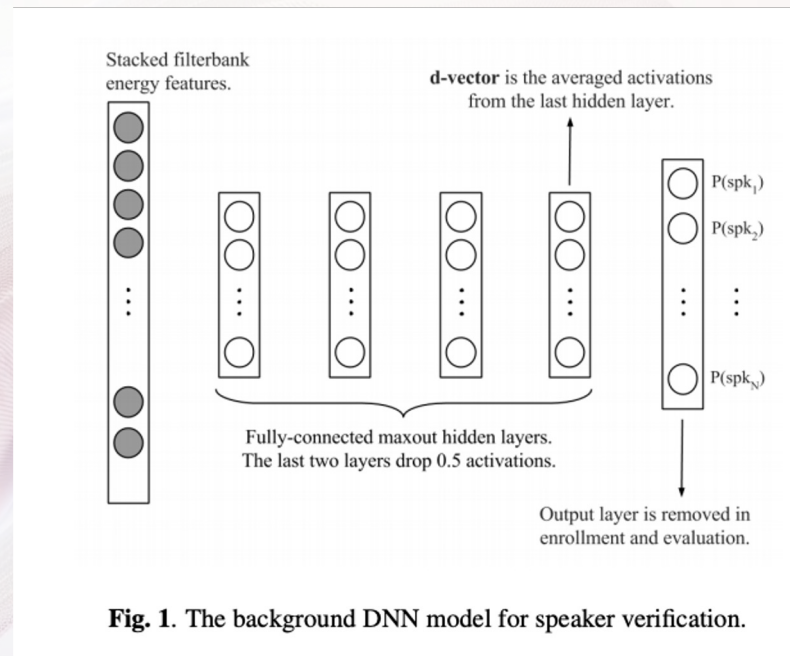 Stacked filterbank
energy features.
d-vector is the averaged activations
from the last hidden layer.
P(spk₁)
P(spk₂)
P(spkN)
Fully-connected maxout hidden layers.
The last two layers drop 0.5 activations.
Output layer is removed in
enrollment and evaluation.
Fig. 1. The background DNN model for speaker verification.